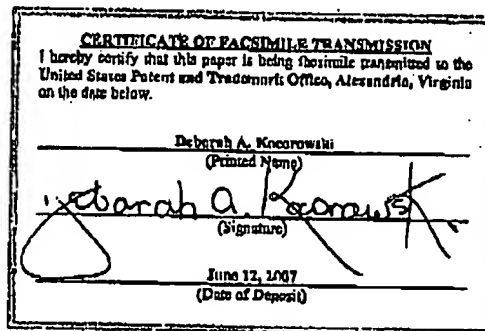 CERTIFICATE OF FACSIMILE TRANSMISSION
I hereby certify that this paper is being facsimile transmitted to the
United States Patent and Trademark Office, Alexandria, Virginia
on the date below.
Deborah A. Kocorowski
(Printed Name)
Deborah A. Kocorowski
(Signature)
June 12, 2007
(Date of Deposit)